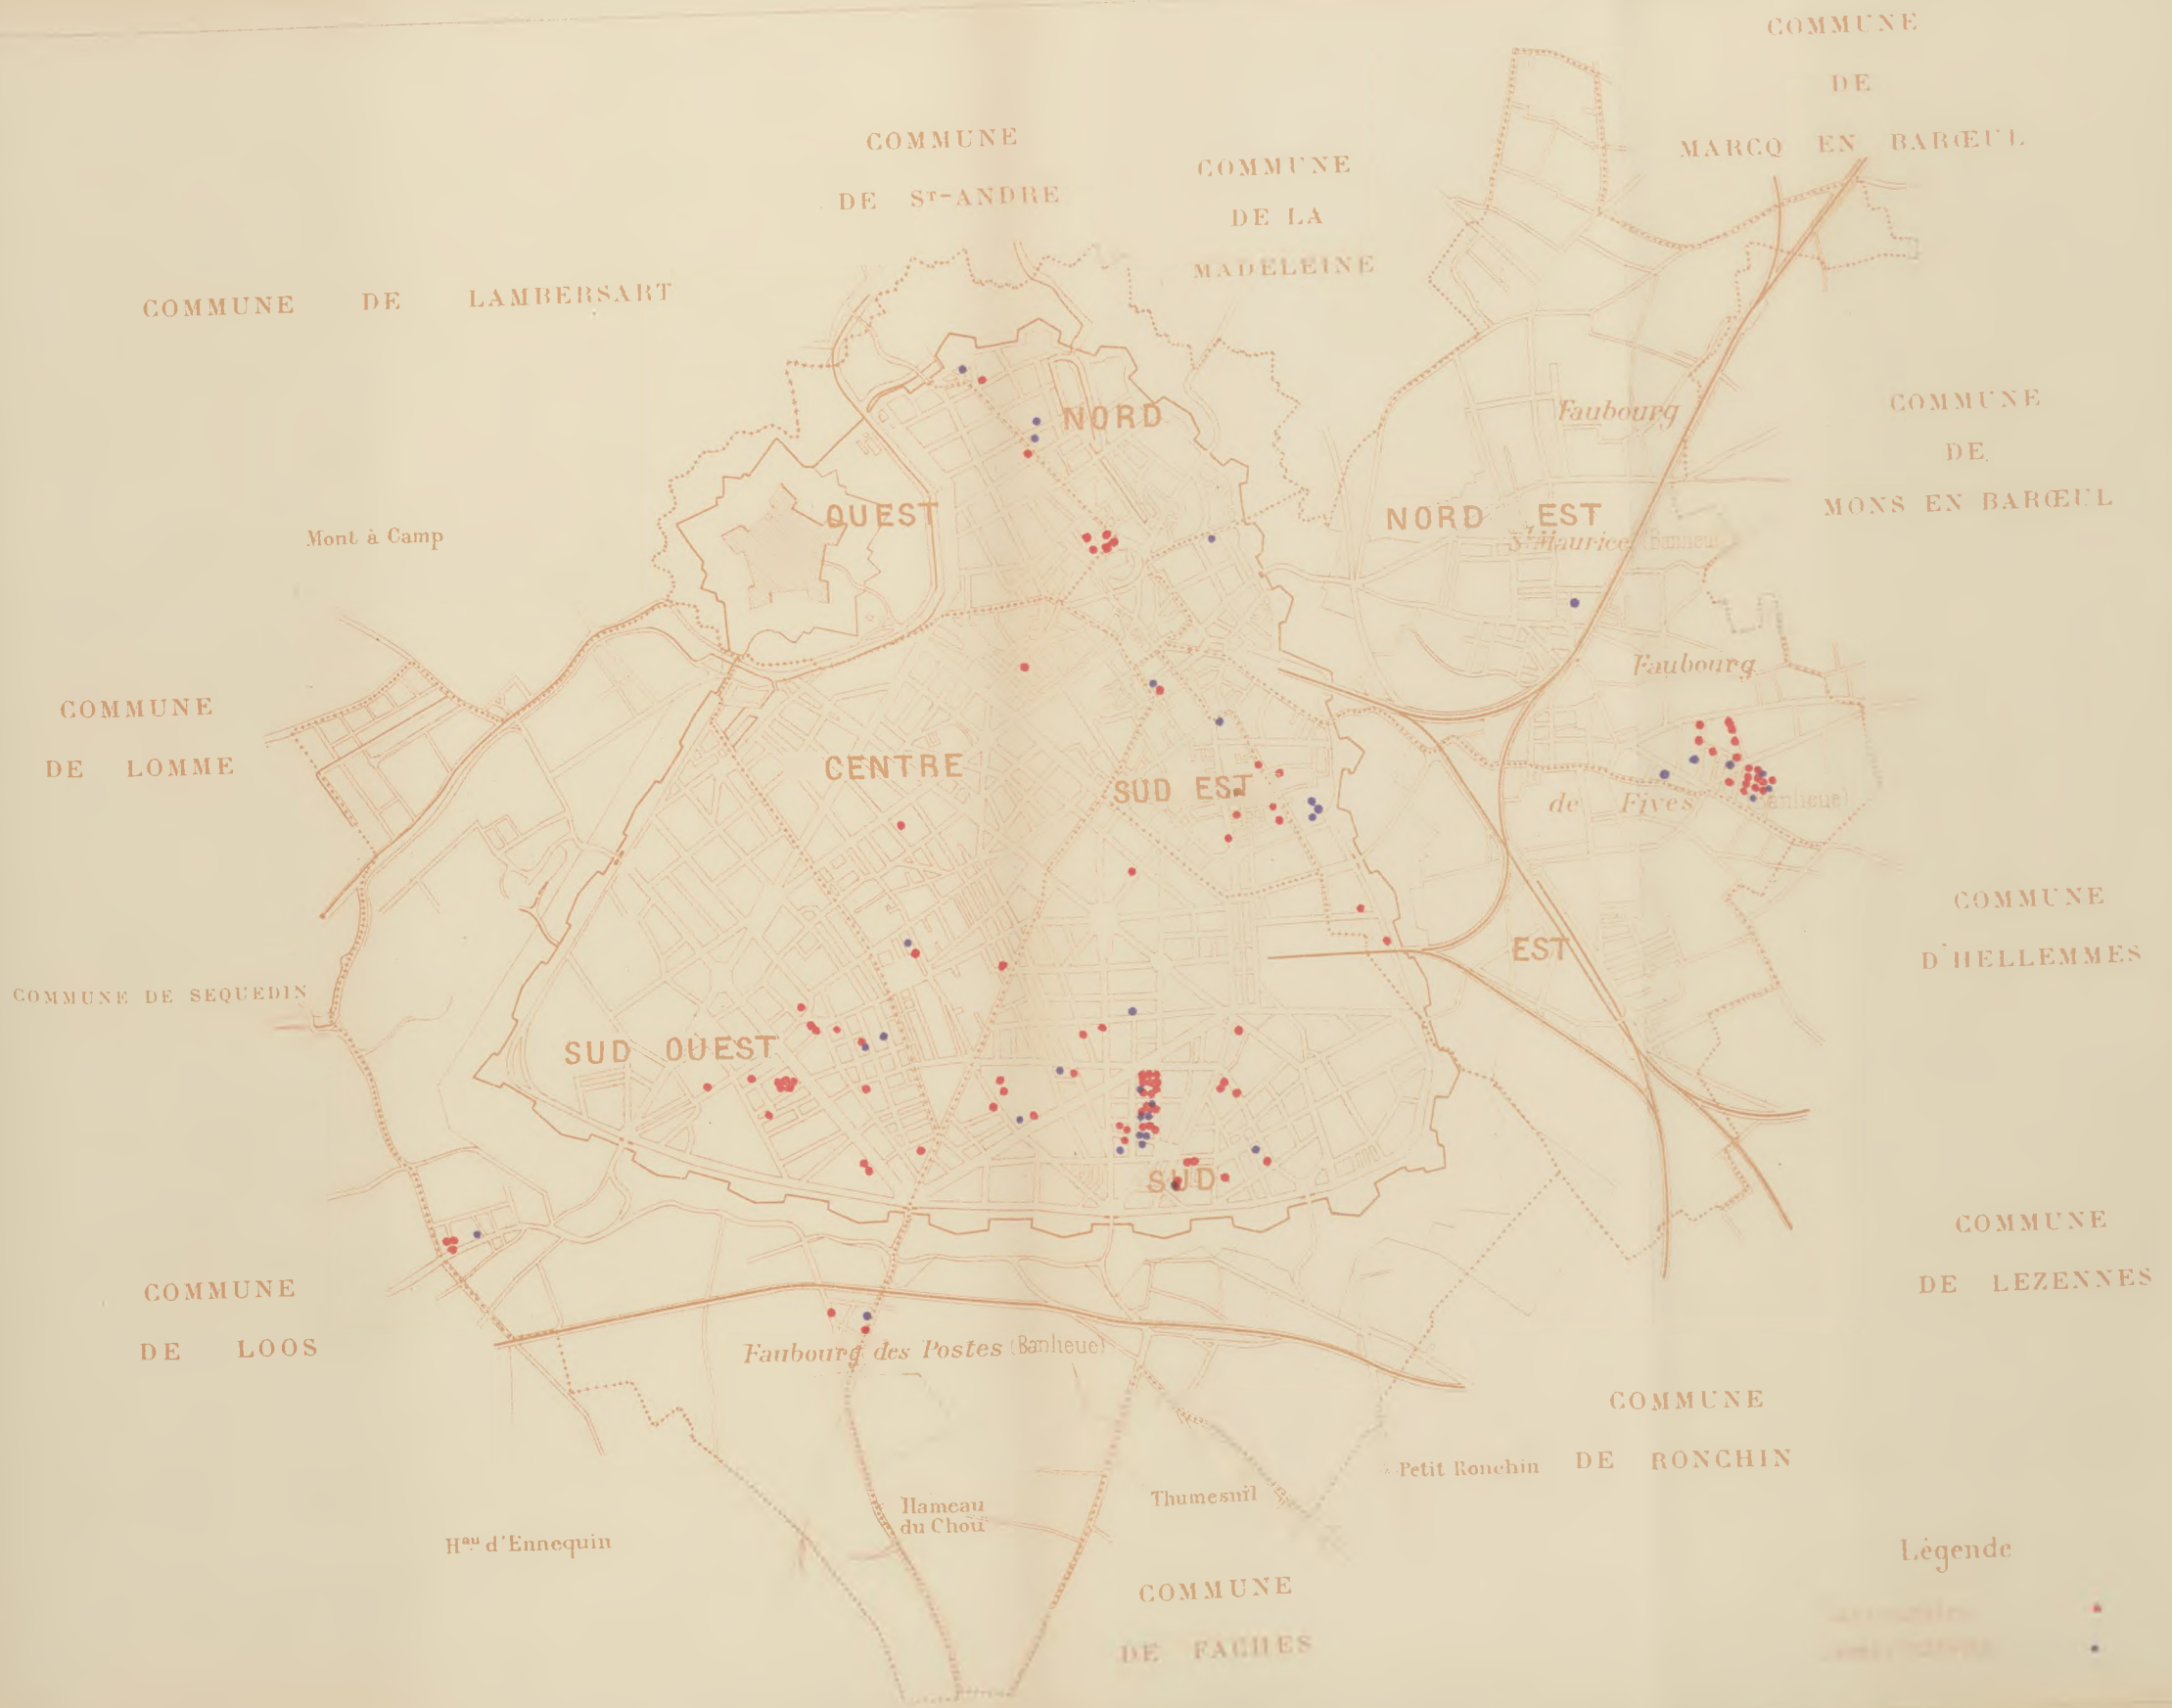 COMMUNE
DE
MARCQ EN BARŒUL
COMMUNE
DE Sᵀ-ANDRE
COMMUNE
DE LA
MADELEINE
COMMUNE DE LAMBERSART
NORD
Faubourg
COMMUNE
DE
MONS EN BARŒUL
OUEST
NORD EST
Sᵗ Maurice (Banlieue)
Mont à Camp
Faubourg
COMMUNE
DE LOMME
CENTRE
SUD EST
de Fives (Banlieue)
COMMUNE
D'HELLEMMES
EST
COMMUNE DE SEQUEDIN
SUD OUEST
SUD
COMMUNE
DE LEZENNES
COMMUNE
DE LOOS
Faubourg des Postes (Banlieue)
COMMUNE
DE RONCHIN
Petit Ronchin
Thumesnil
Hameau
du Chou
Hᵃᵘ d'Ennequin
Légende
COMMUNE
DE FACHES